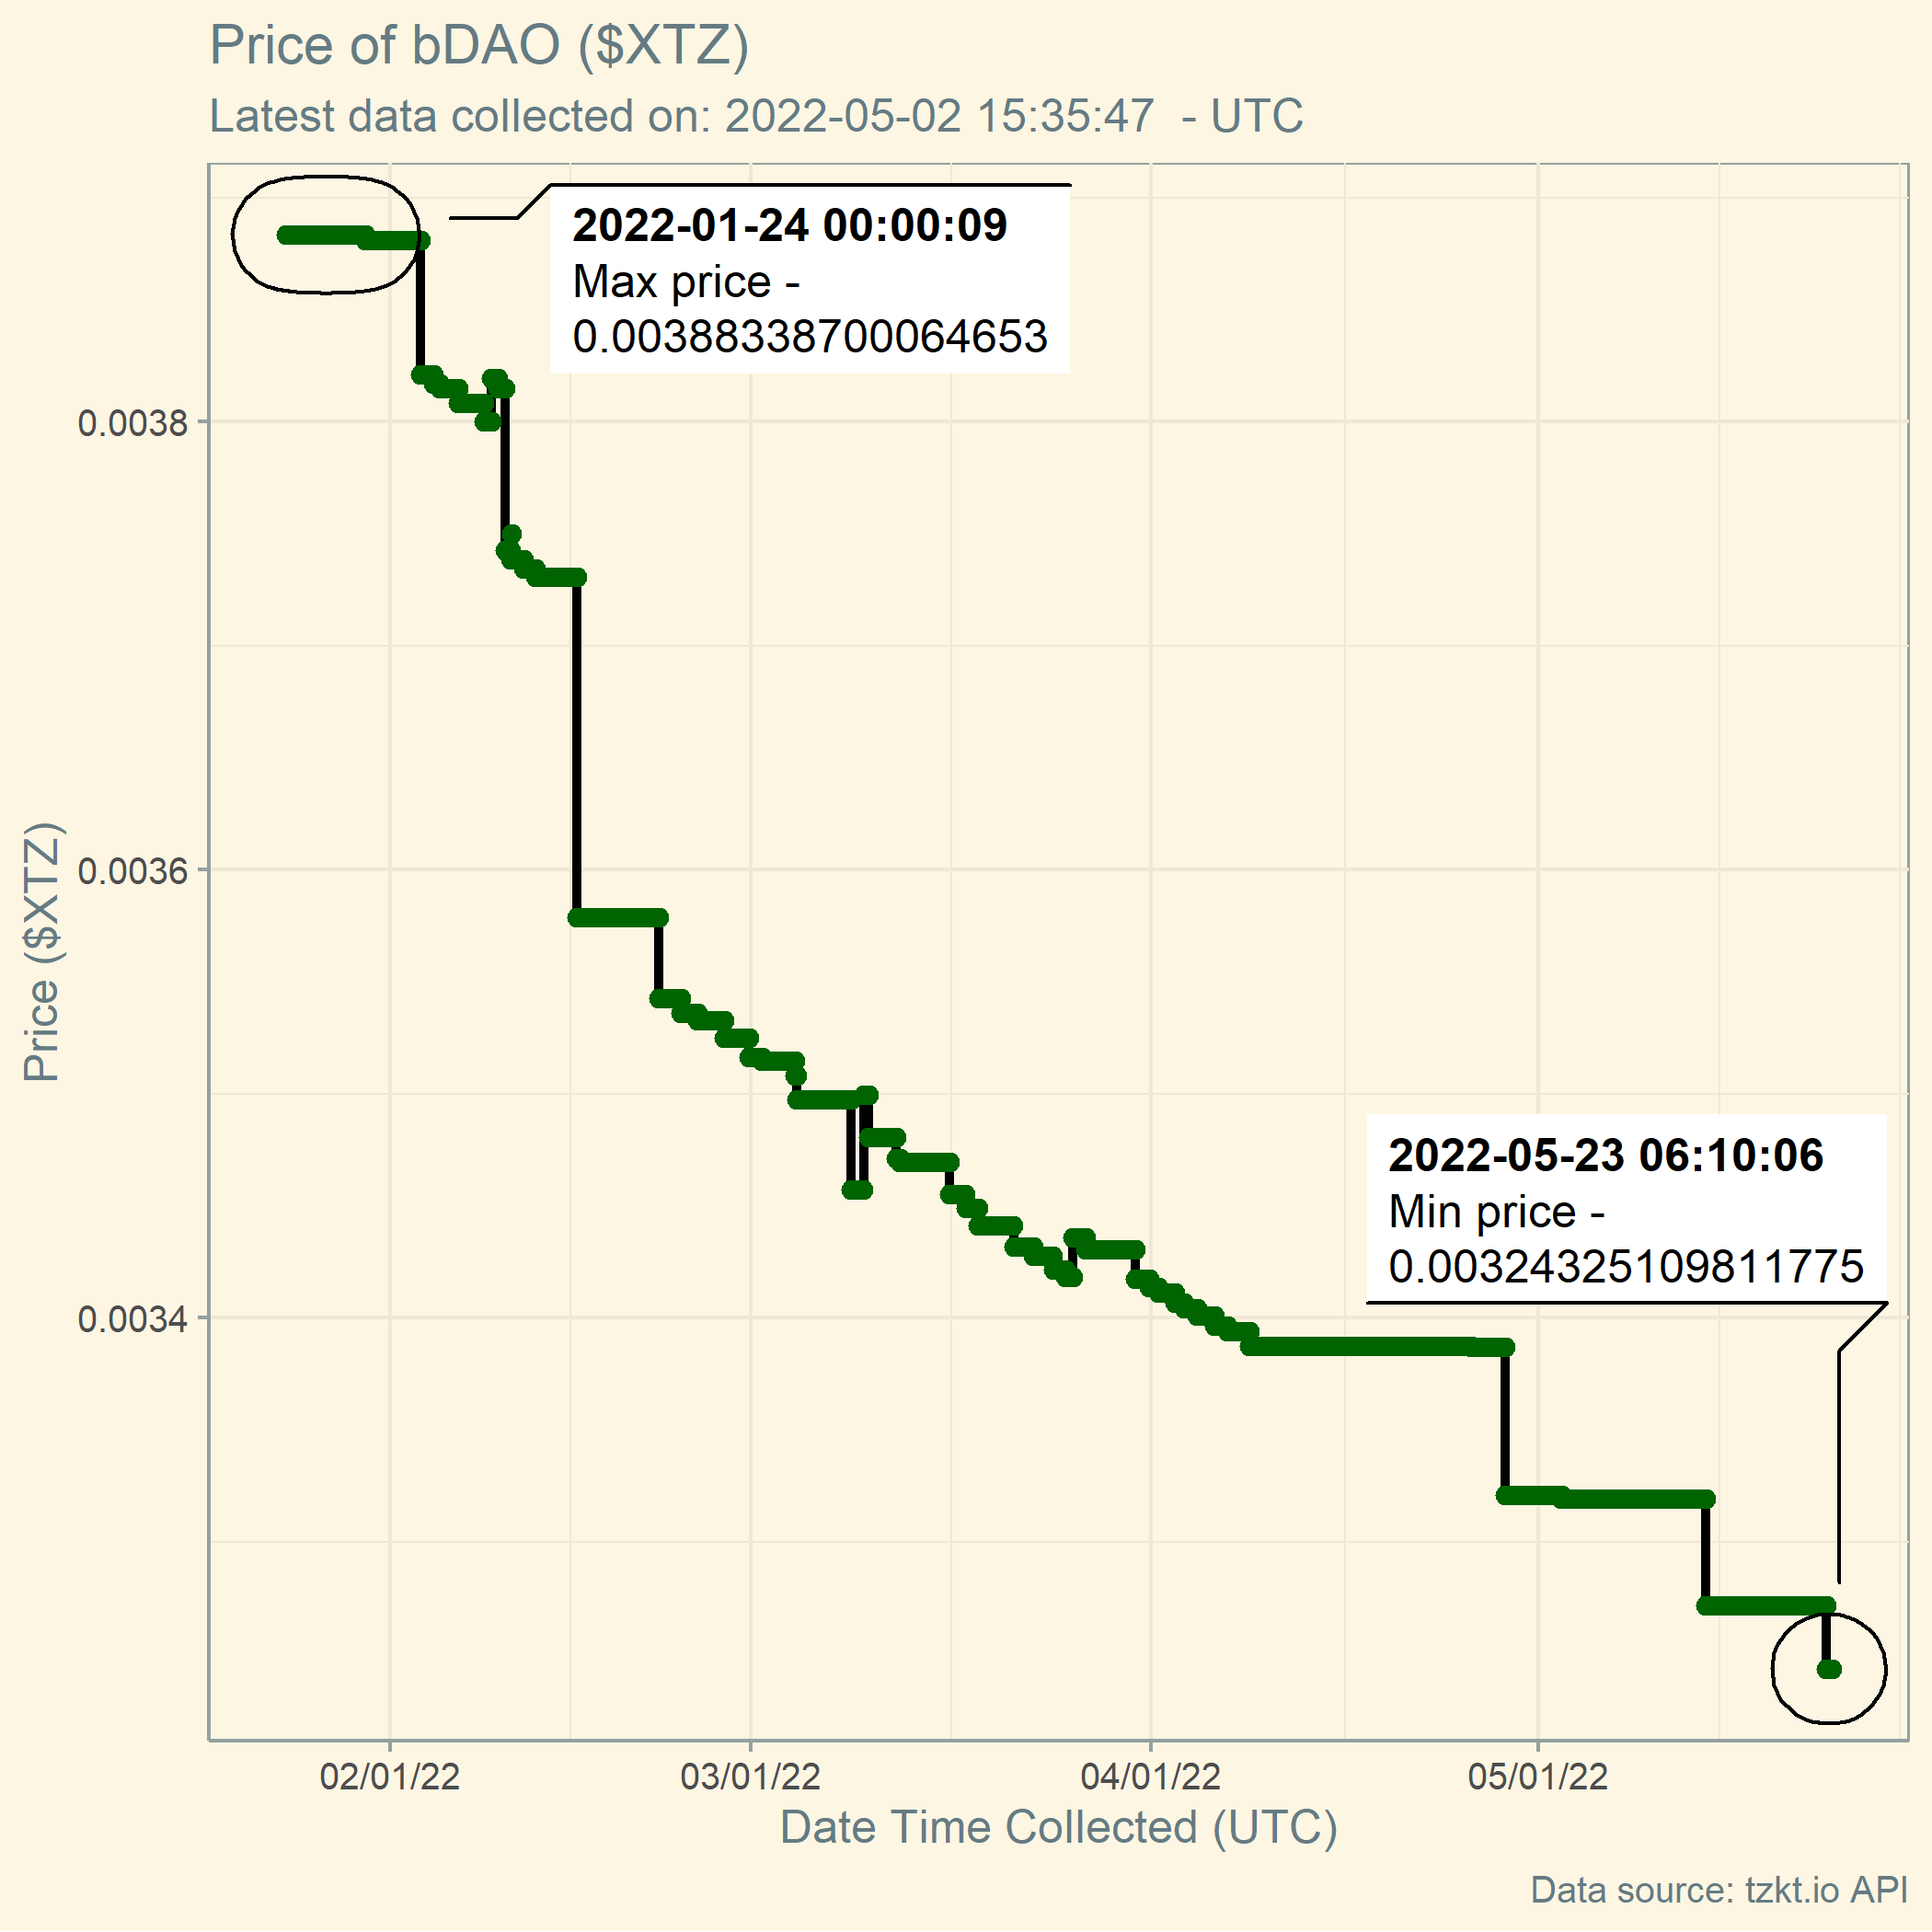 Price of bDAO ($XTZ)
Latest data collected on: 2022-05-02 15:35:47  - UTC
2022-01-24 00:00:09
Max price -
0.00388338700064653
0.0038
0.0036
0.0034
Price ($XTZ)
2022-05-23 06:10:06
Min price -
0.00324325109811775
02/01/22
03/01/22
04/01/22
05/01/22
Date Time Collected (UTC)
Data source: tzkt.io API